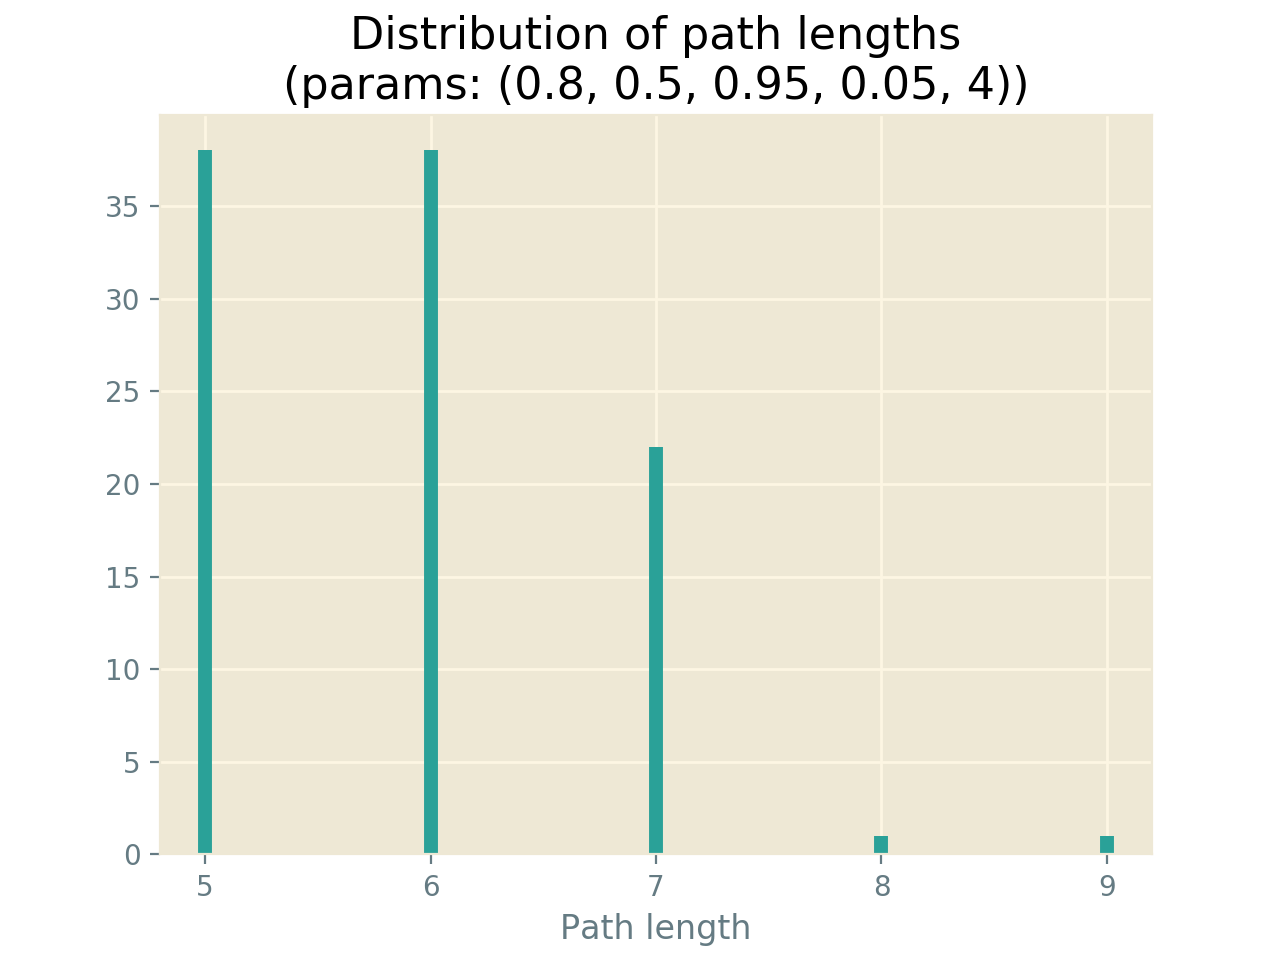 Distribution of path lengths
(params: (0.8, 0.5, 0.95, 0.05, 4))
35
30
25
20
15
10
5
0
5 6 7 8 9
Path length